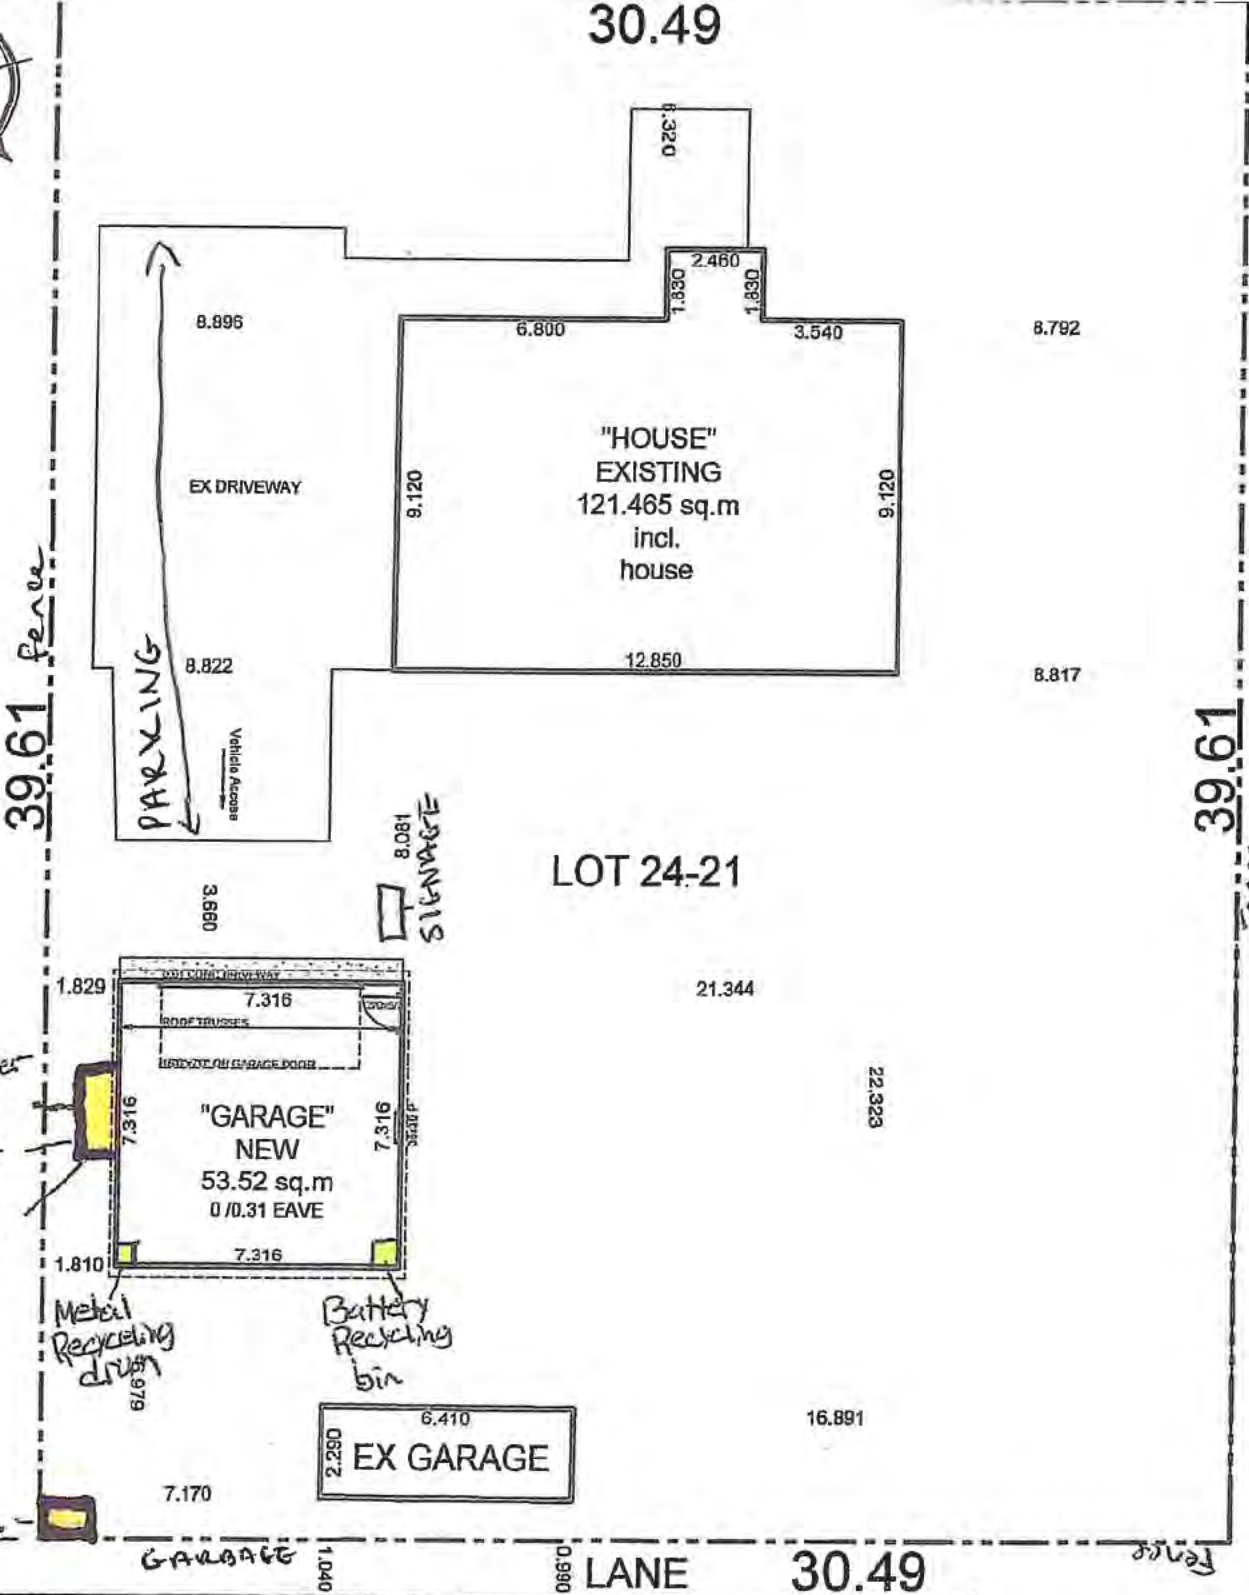 30.49
6.320
2.460
1.830
1.830
8.896
6.800
3.540
8.792
"HOUSE"
EXISTING
121.465 sq.m
incl.
house
EX DRIVEWAY
9.120
9.120
Fence
39.61
PARKING
8.822
12.850
8.817
Vehicle Access
39.61
8.081
SIGNAGE
LOT 24-21
3.660
1.829
CONC DRIVEWAY
7.316
21.344
ROOF TRUSSES
GARAGE DOOR
7.316
"GARAGE"
NEW
53.52 sq.m
0 /0.31 EAVE
7.316
22.323
1.810
7.316
Metal
Recycling
drum
Battery
Recycling
bin
6.410
2.290
EX GARAGE
16.891
7.170
GARBAGE
1.040
0.990
LANE
30.49
Fence